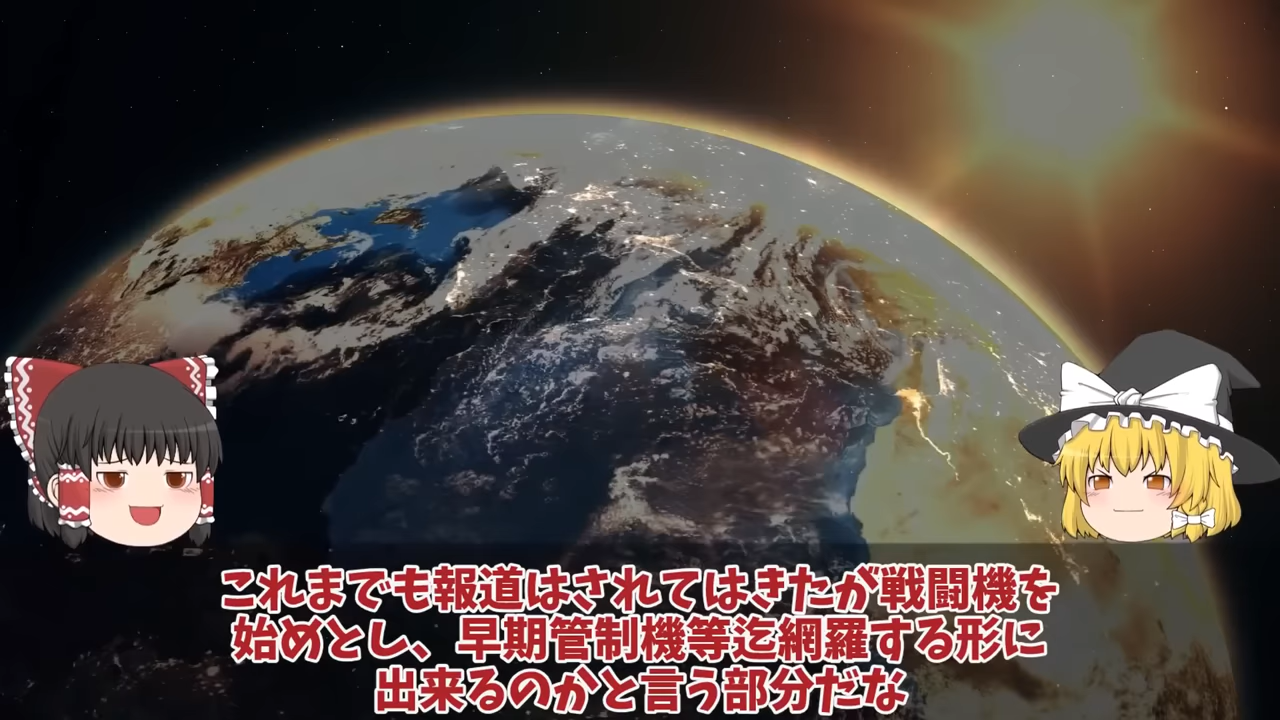 これまでも報道はされてはきたが戦闘機を
始めとし、早期管制機等迄網羅する形に
出来るのかと言う部分だな